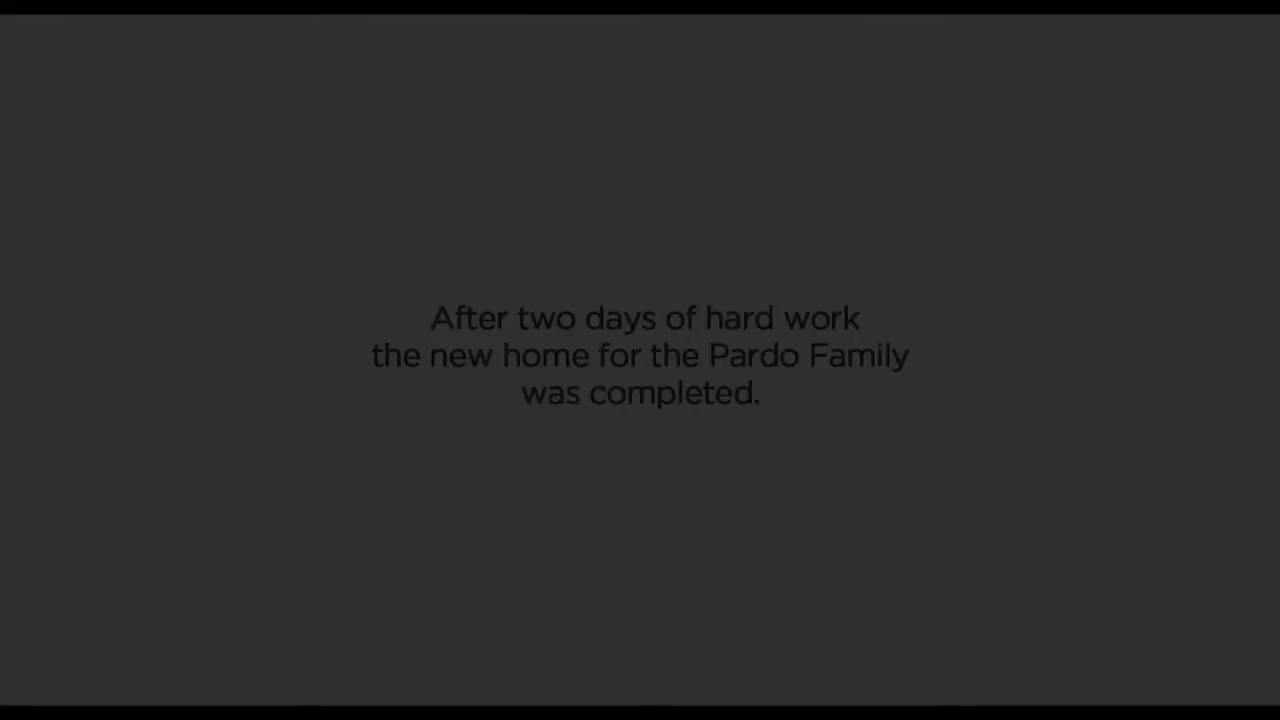 After two days of hard work
the new home for the Pardo Family
was completed.